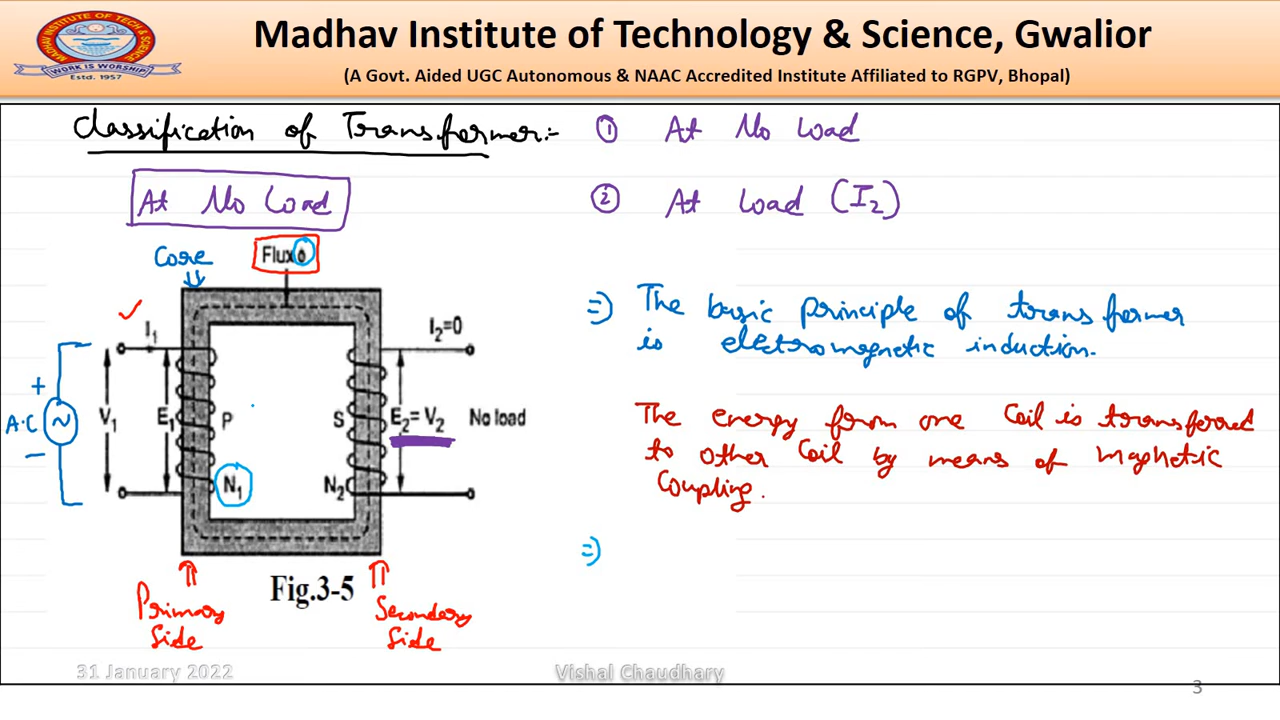 Madhav Institute of Technology & Science, Gwalior
(A Govt. Aided UGC Autonomous & NAAC Accredited Institute Affiliated to RGPV, Bhopal)
WORK IS WORSHIP
Estd. 1957
Classification of Transformer:-
① At No Load
At No Load
② At Load (I2)
Core
Flux ϕ
I1
I2=0
+
A.C
~
-
V1
E1
P
S
E2= V2
No load
N1
N2
Fig.3-5
Primary
Side
Secondary
Side
⇒ The basic principle of transformer
is eletromagnetic induction.
The energy from one Coil is transferred
to other Coil by means of magnetic
Coupling.
⇒
31 January 2022
Vishal Chaudhary
3